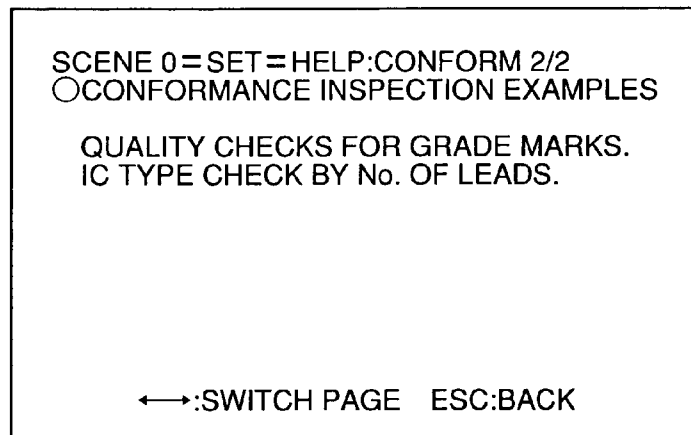 SCENE 0=SET=HELP:CONFORM 2/2
○CONFORMANCE INSPECTION EXAMPLES
QUALITY CHECKS FOR GRADE MARKS.
IC TYPE CHECK BY No. OF LEADS.
←→:SWITCH PAGE ESC:BACK